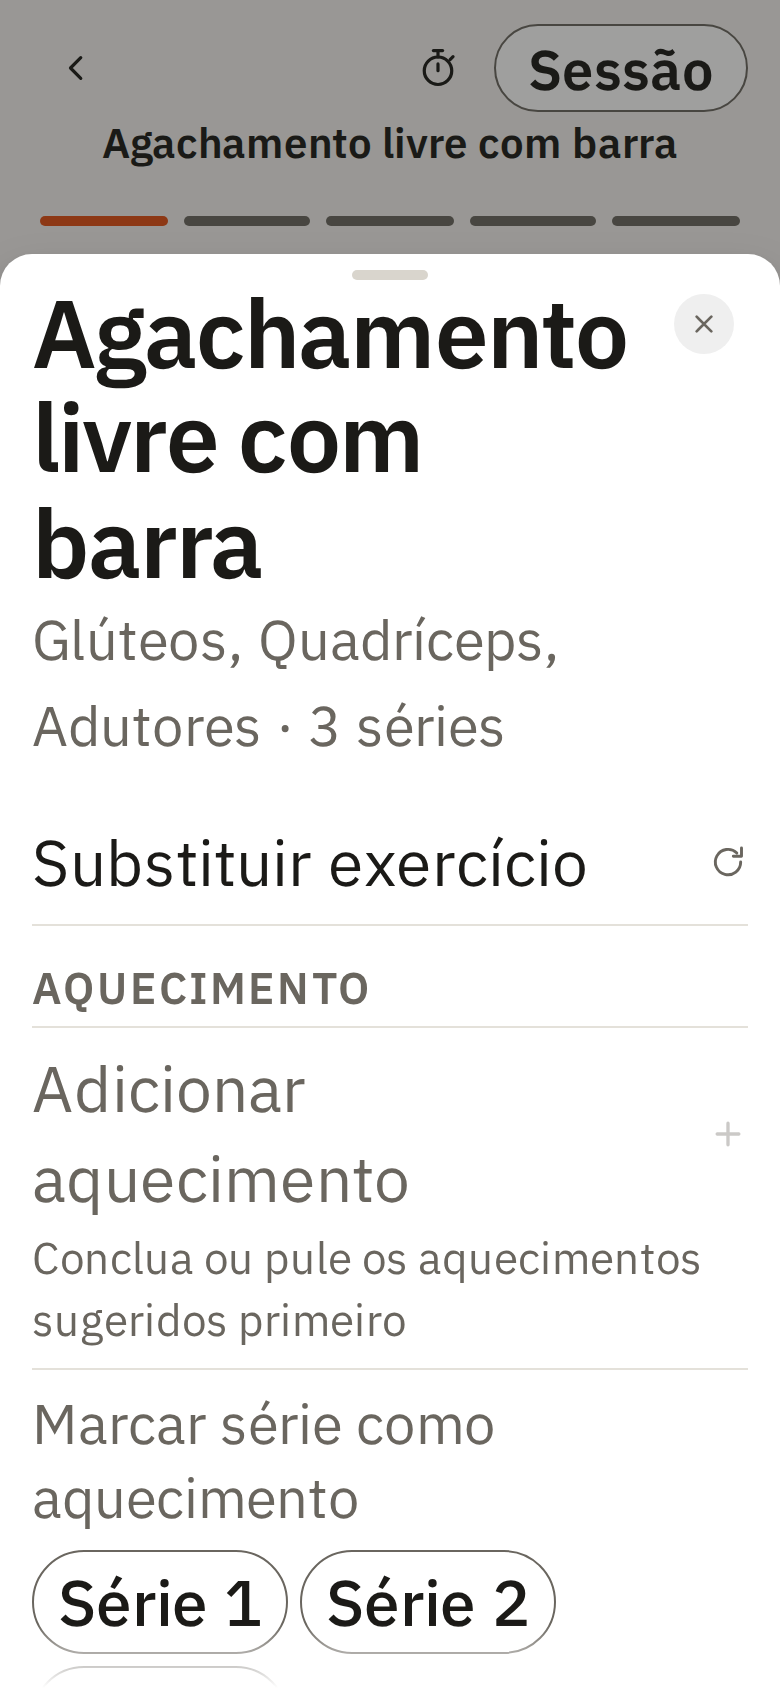 Sessão
Agachamento livre com barra
Agachamento
livre com
barra
Glúteos, Quadríceps,
Adutores · 3 séries
Substituir exercício
AQUECIMENTO
Adicionar
aquecimento
Conclua ou pule os aquecimentos
sugeridos primeiro
Marcar série como
aquecimento
Série 1 Série 2